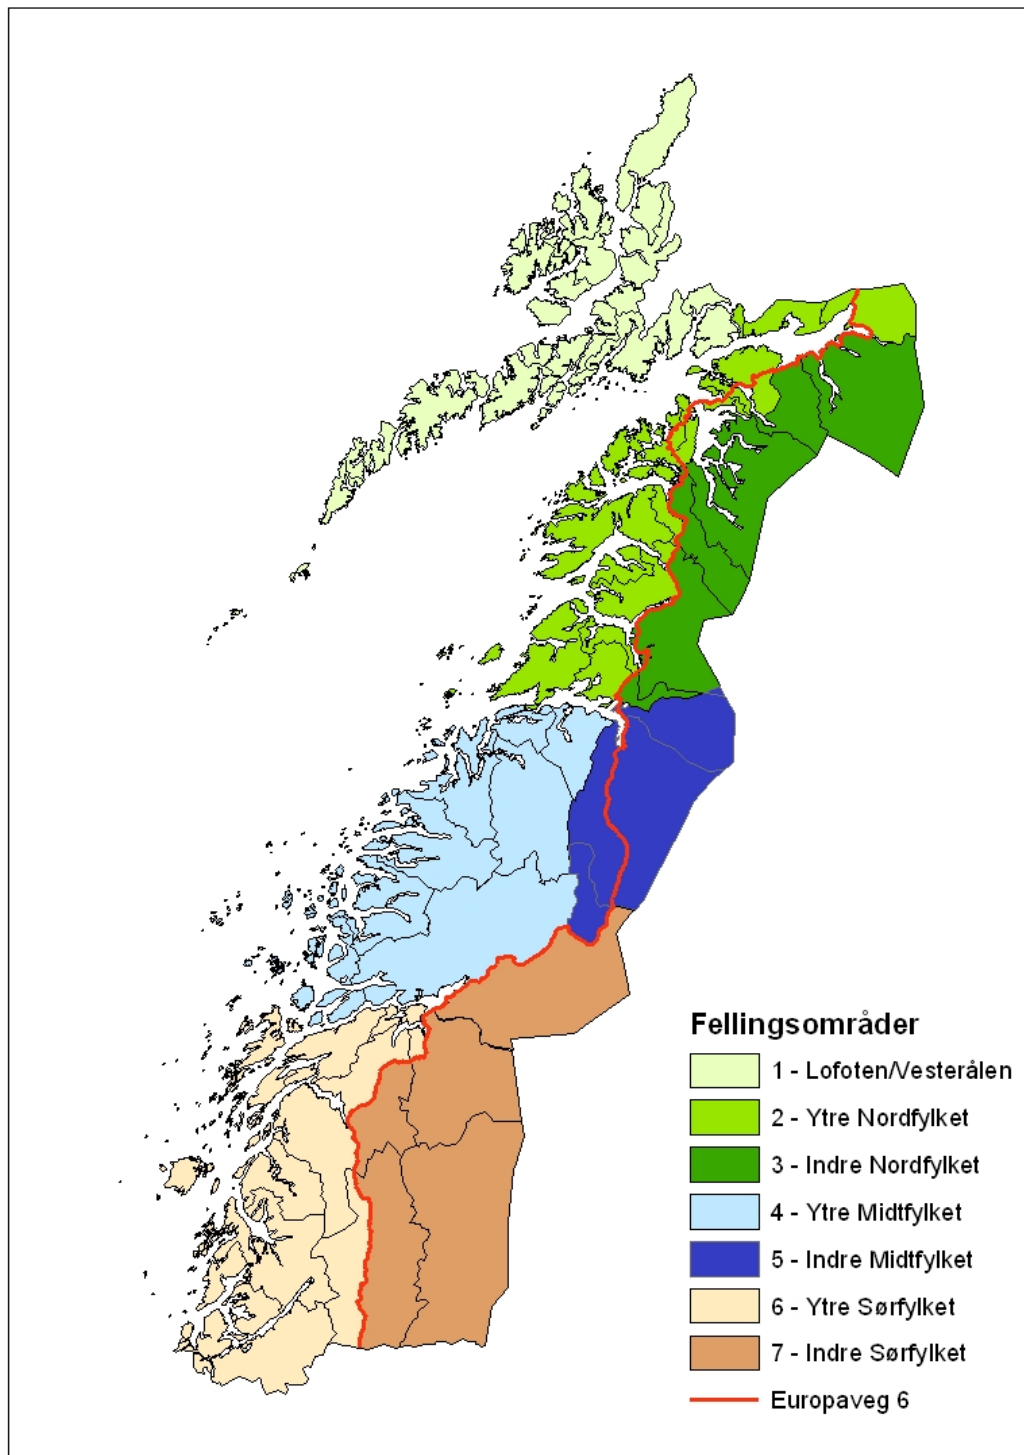 Fellingsområder
1 - Lofoten/Vesterålen
2 - Ytre Nordfylket
3 - Indre Nordfylket
4 - Ytre Midtfylket
5 - Indre Midtfylket
6 - Ytre Sørfylket
7 - Indre Sørfylket
Europaveg 6